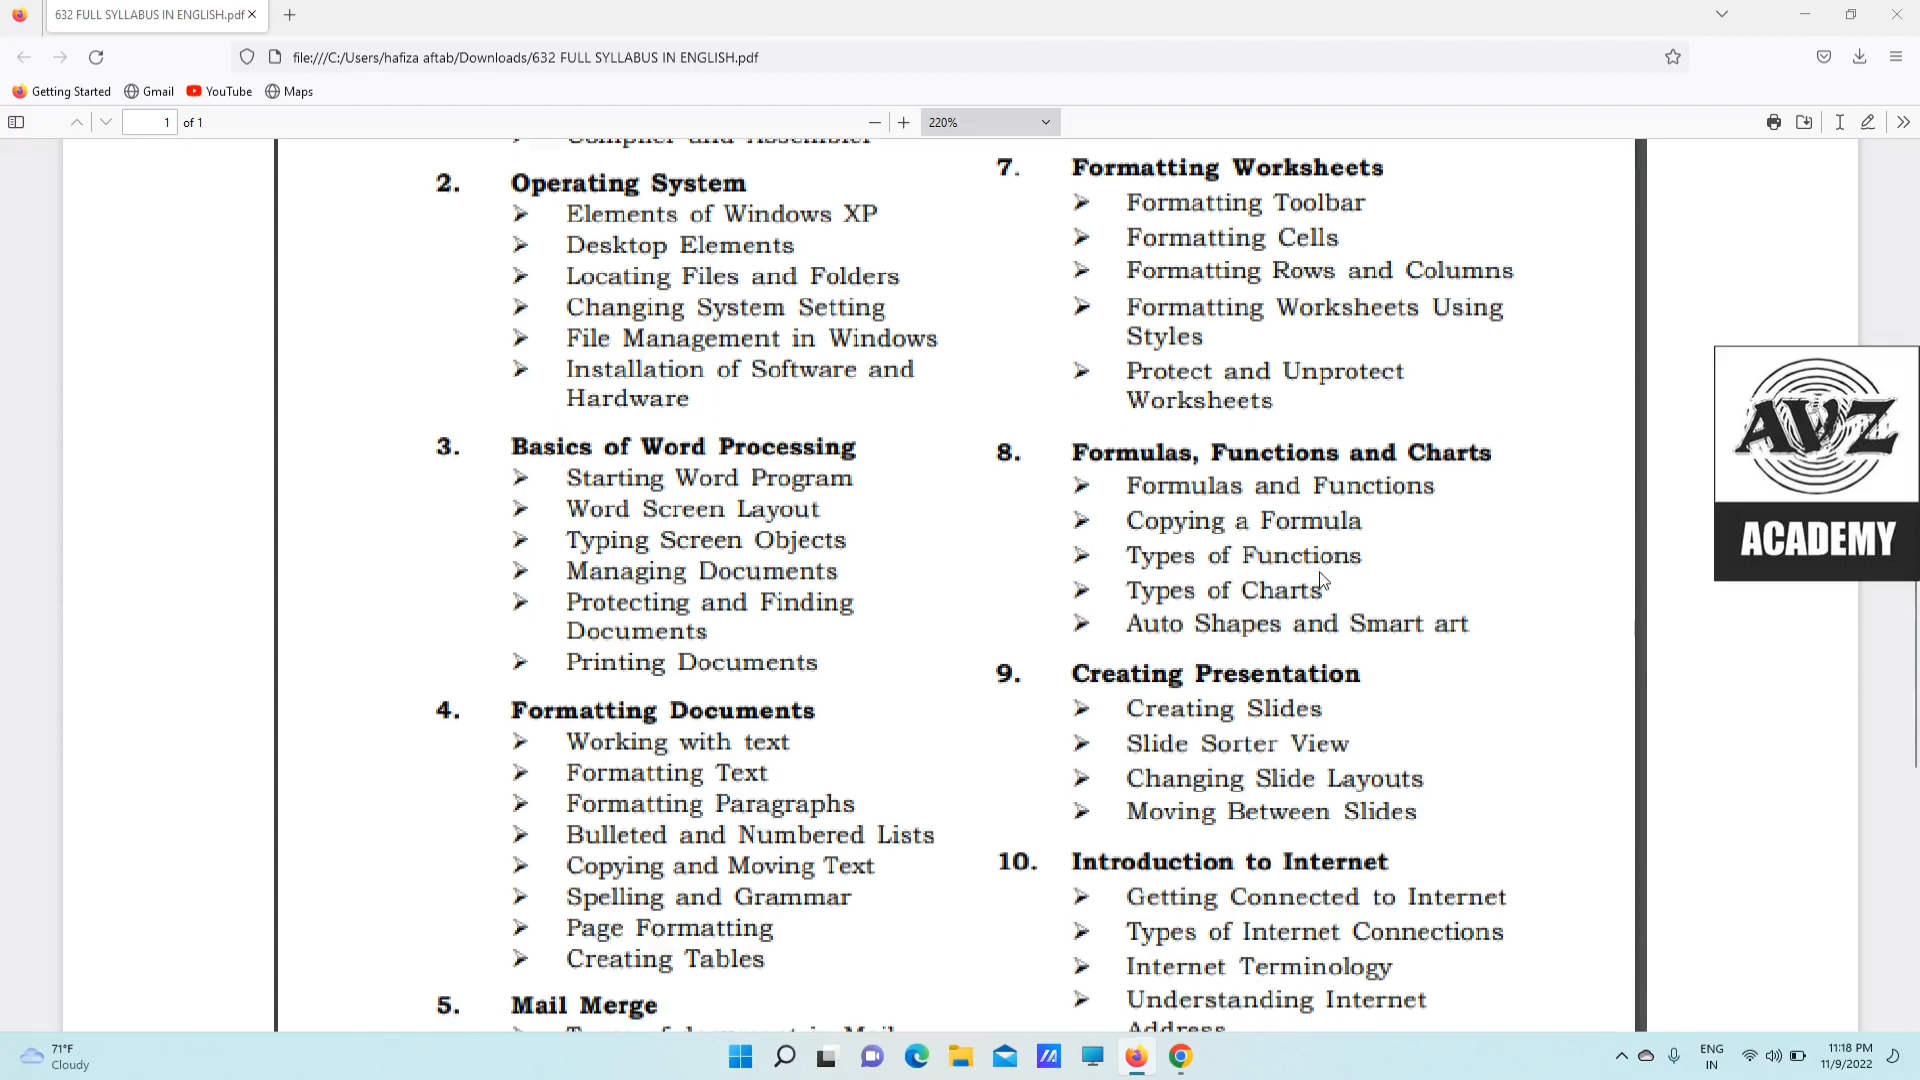 632 FULL SYLLABUS IN ENGLISH.pdf
file:///C:/Users/hafiza aftab/Downloads/632 FULL SYLLABUS IN ENGLISH.pdf
Getting Started Gmail YouTube Maps
1 of 1
220%
Compiler and Assembler
2. Operating System
Elements of Windows XP
Desktop Elements
Locating Files and Folders
Changing System Setting
File Management in Windows
Installation of Software and
Hardware
3. Basics of Word Processing
Starting Word Program
Word Screen Layout
Typing Screen Objects
Managing Documents
Protecting and Finding
Documents
Printing Documents
4. Formatting Documents
Working with text
Formatting Text
Formatting Paragraphs
Bulleted and Numbered Lists
Copying and Moving Text
Spelling and Grammar
Page Formatting
Creating Tables
5. Mail Merge
7. Formatting Worksheets
Formatting Toolbar
Formatting Cells
Formatting Rows and Columns
Formatting Worksheets Using
Styles
Protect and Unprotect
Worksheets
8. Formulas, Functions and Charts
Formulas and Functions
Copying a Formula
Types of Functions
Types of Charts
Auto Shapes and Smart art
9. Creating Presentation
Creating Slides
Slide Sorter View
Changing Slide Layouts
Moving Between Slides
10. Introduction to Internet
Getting Connected to Internet
Types of Internet Connections
Internet Terminology
Understanding Internet
Address
AVZ
ACADEMY
71°F
Cloudy
ENG
IN
11:18 PM
11/9/2022